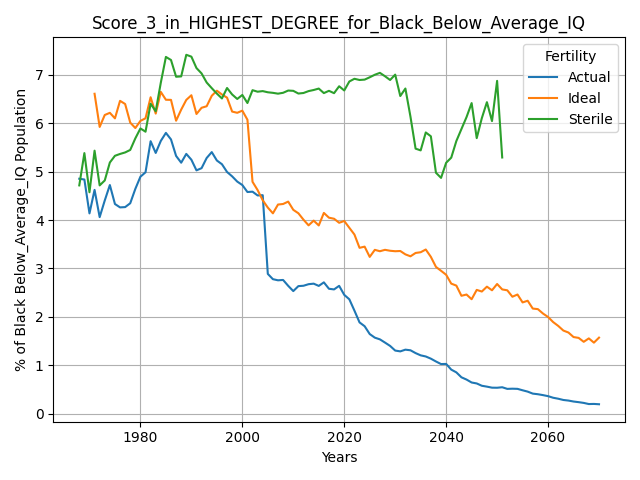 Score_3_in_HIGHEST_DEGREE_for_Black_Below_Average_IQ
% of Black Below_Average_IQ Population
7
6
5
4
3
2
1
0
Fertility
Actual
Ideal
Sterile
1980 2000 2020 2040 2060
Years